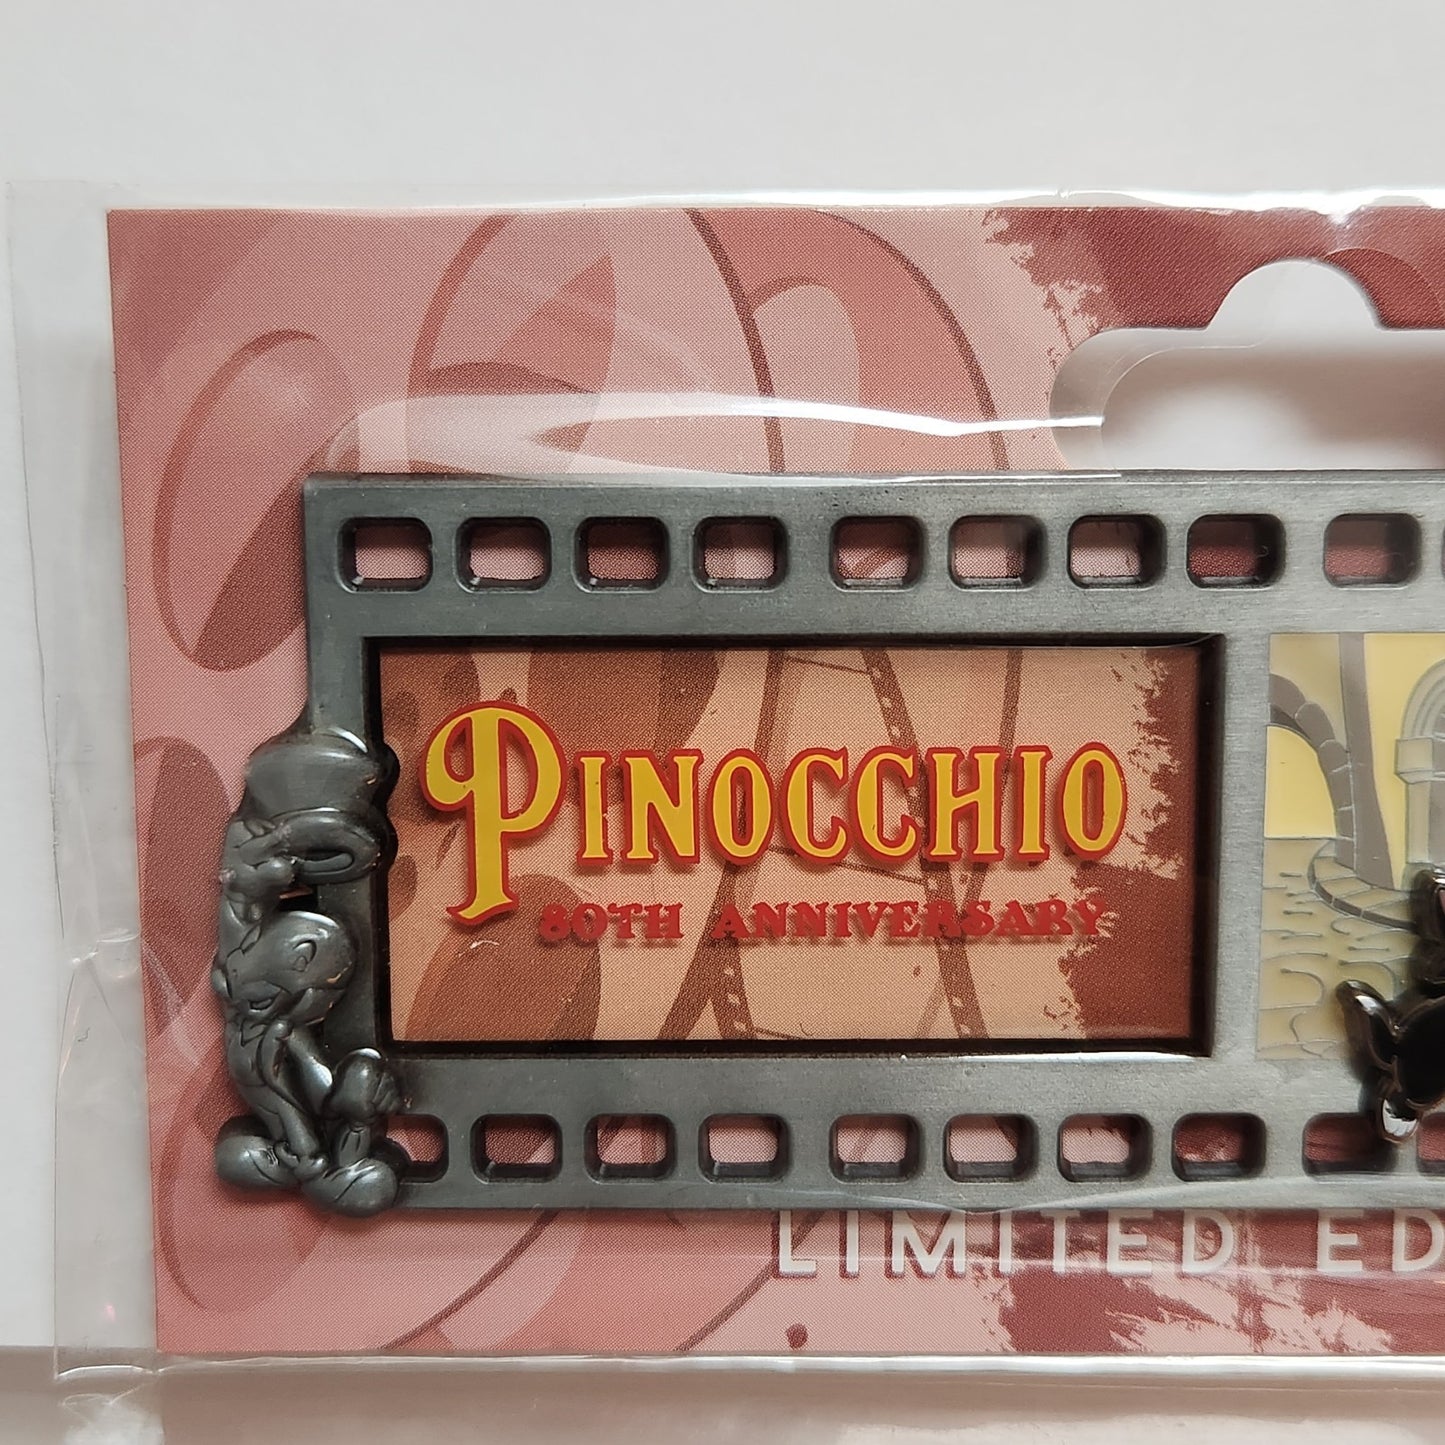 PINOCCHIO
80TH ANNIVERSARY
LIMITED ED